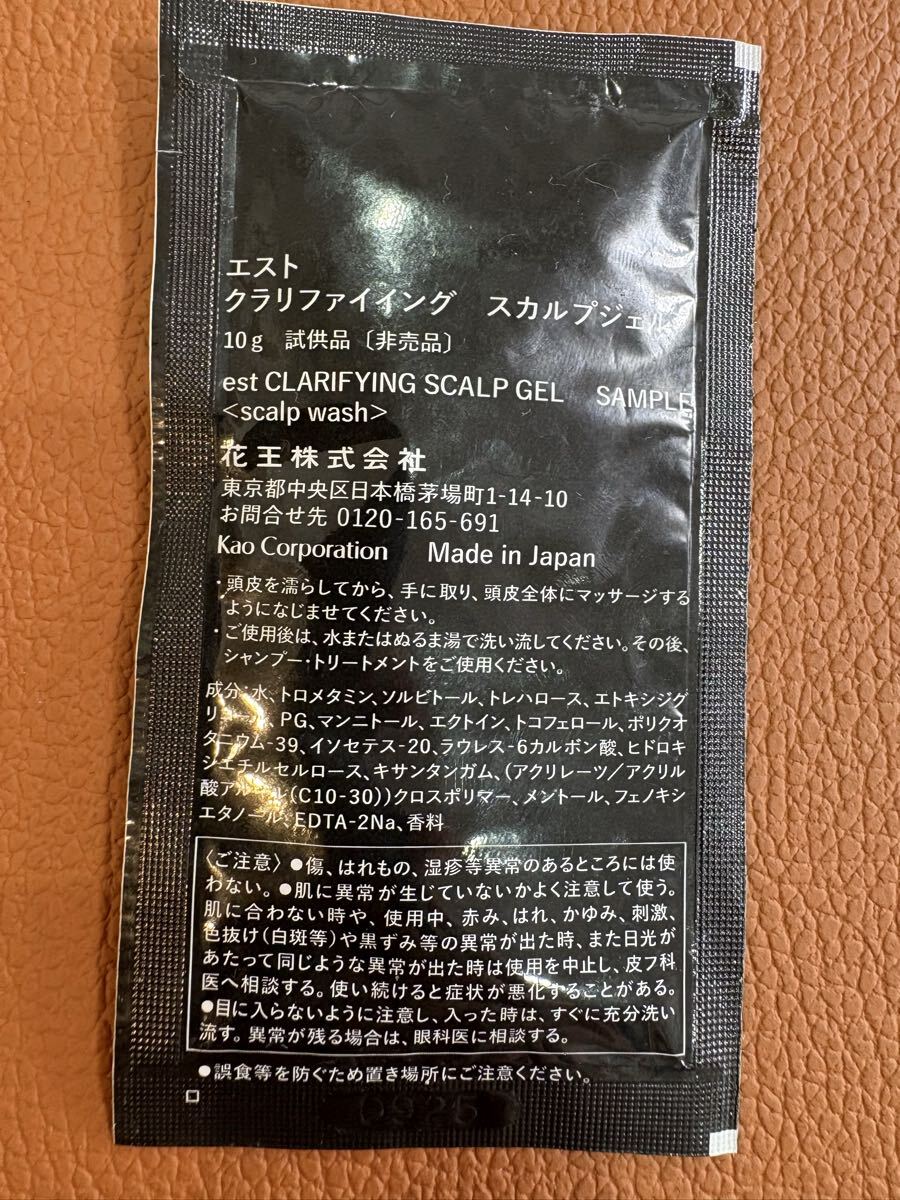 エスト
クラリファイイング スカルプジェル
10g 試供品〔非売品〕
est CLARIFYING SCALP GEL SAMPLE
<scalp wash>
花王株式会社
東京都中央区日本橋茅場町1-14-10
お問合せ先 0120-165-691
Kao Corporation Made in Japan
・頭皮を濡らしてから、手に取り、頭皮全体にマッサージする
ようになじませてください。
・ご使用後は、水またはぬるま湯で洗い流してください。その後、
シャンプー・トリートメントをご使用ください。
成分:水、トロメタミン、ソルビトール、トレハロース、エトキシジグ
リコール、PG、マンニトール、エクトイン、トコフェロール、ポリクオ
タニウム-39、イソセテス-20、ラウレス-6カルボン酸、ヒドロキ
シエチルセルロース、キサンタンガム、(アクリレーツ/アクリル
酸アルキル(C10-30))クロスポリマー、メントール、フェノキシ
エタノール、EDTA-2Na、香料
〈ご注意〉●傷、はれもの、湿疹等異常のあるところには使
わない。●肌に異常が生じていないかよく注意して使う。
肌に合わない時や、使用中、赤み、はれ、かゆみ、刺激、
色抜け(白斑等)や黒ずみ等の異常が出た時、また日光が
あたって同じような異常が出た時は使用を中止し、皮フ科
医へ相談する。使い続けると症状が悪化することがある。
●目に入らないように注意し、入った時は、すぐに充分洗い
流す。異常が残る場合は、眼科医に相談する。
●誤食等を防ぐため置き場所にご注意ください。